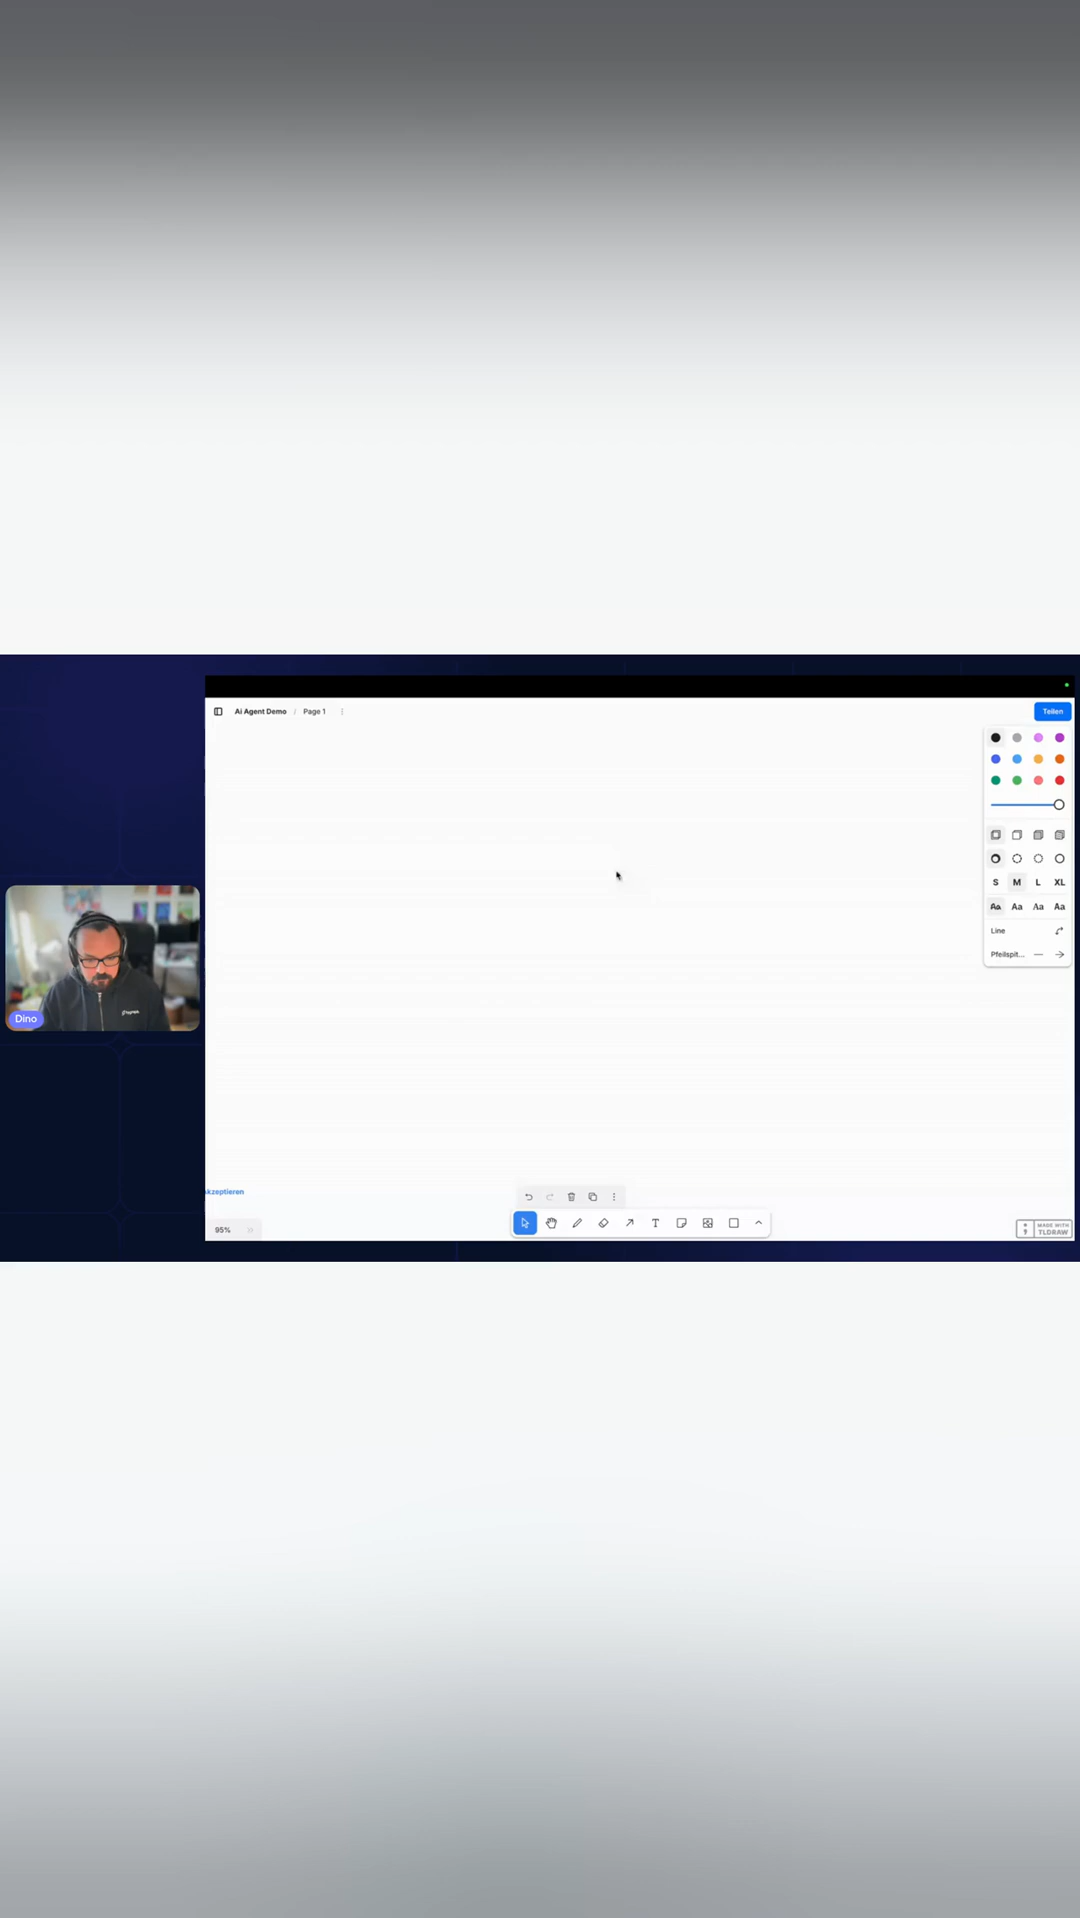 Ai Agent Demo / Page 1
Teilen
S M L XL
Aa Aa Aa Aa
Line
Pfeilspit...
Dino
kzeptieren
95%
MADE WITH
TLDRAW